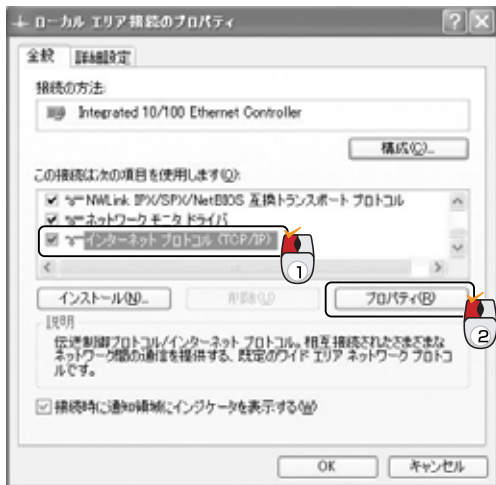 ローカル エリア接続のプロパティ
全般 詳細設定
接続の方法:
Integrated 10/100 Ethernet Controller
構成(C)...
この接続は次の項目を使用します(O):
NWLink IPX/SPX/NetBIOS 互換トランスポート プロトコル
ネットワーク モニタ ドライバ
インターネット プロトコル (TCP/IP)
①
インストール(N)... 削除(U) プロパティ(R)
②
説明
伝送制御プロトコル/インターネット プロトコル。相互接続されたさまざまな
ネットワーク間の通信を提供する、既定のワイド エリア ネットワーク プロトコ
ルです。
接続時に通知領域にインジケータを表示する(W)
OK キャンセル